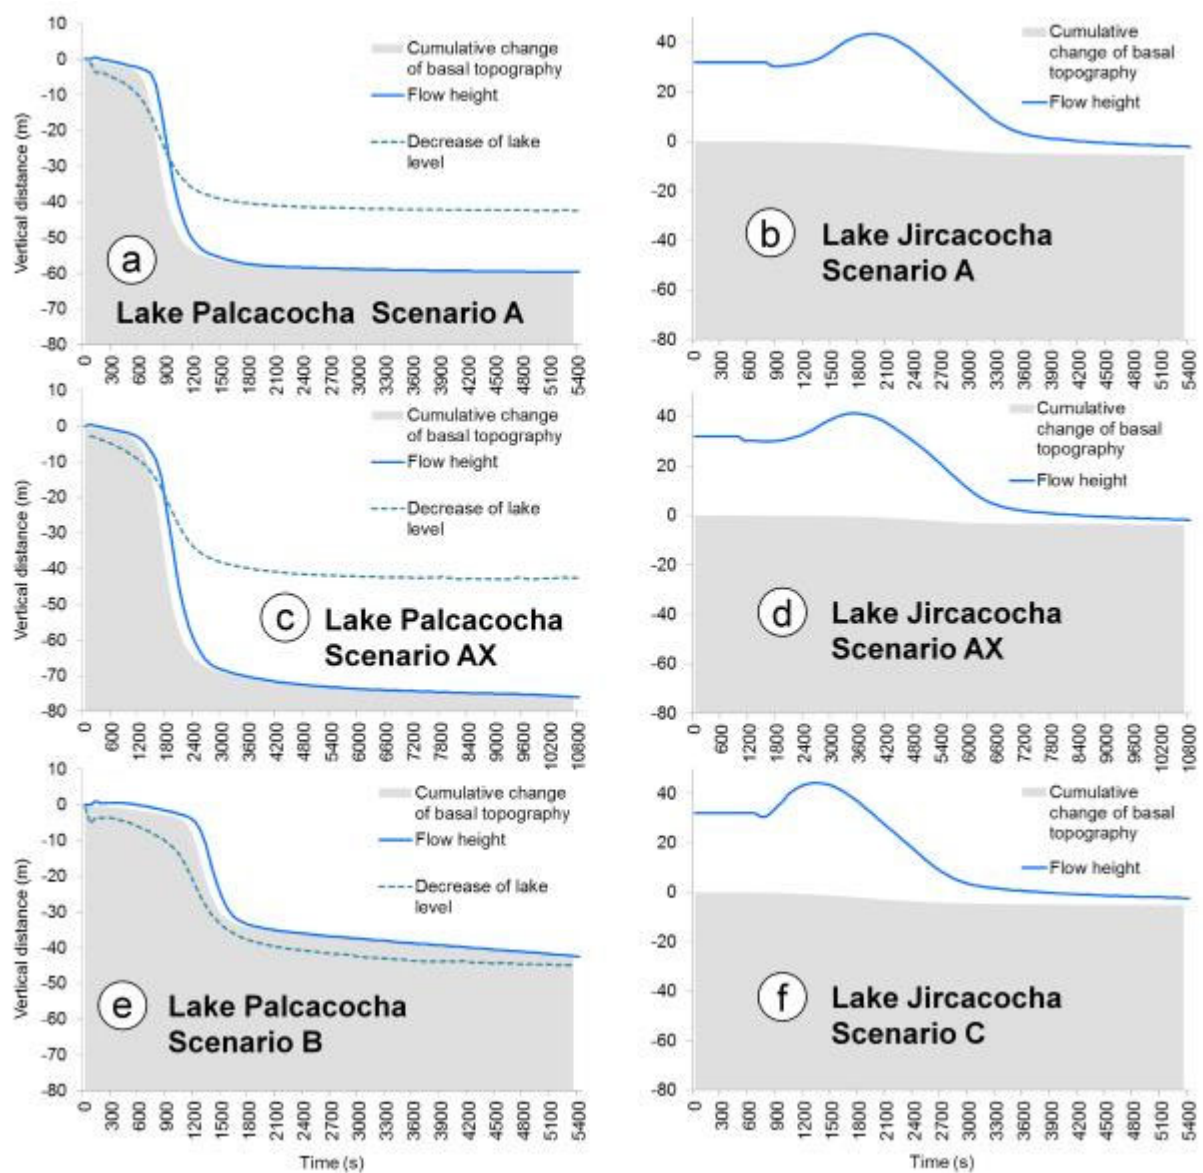 10
0
-10
-20
-30
-40
-50
-60
-70
-80
Vertical distance (m)
Cumulative change
of basal topography
Flow height
Decrease of lake
level
a
Lake Palcacocha Scenario A
0 300 600 900 1200 1500 1800 2100 2400 2700 3000 3300 3600 3900 4200 4500 4800 5100 5400
40
20
0
-20
-40
-60
-80
Cumulative
change of basal
topography
Flow height
b
Lake Jircacocha
Scenario A
0 300 600 900 1200 1500 1800 2100 2400 2700 3000 3300 3600 3900 4200 4500 4800 5100 5400
10
0
-10
-20
-30
-40
-50
-60
-70
-80
Vertical distance (m)
Cumulative change
of basal topography
Flow height
Decrease of lake
level
c
Lake Palcacocha
Scenario AX
0 600 1200 1800 2400 3000 3600 4200 4800 5400 6000 6600 7200 7800 8400 9000 9600 10200 10800
40
20
0
-20
-40
-60
-80
Cumulative
change of basal
topography
Flow height
d
Lake Jircacocha
Scenario AX
0 600 1200 1800 2400 3000 3600 4200 4800 5400 6000 6600 7200 7800 8400 9000 9600 10200 10800
10
0
-10
-20
-30
-40
-50
-60
-70
-80
Vertical distance (m)
Cumulative change
of basal topography
Flow height
Decrease of lake
level
e
Lake Palcacocha
Scenario B
0 300 600 900 1200 1500 1800 2100 2400 2700 3000 3300 3600 3900 4200 4500 4800 5100 5400
Time (s)
40
20
0
-20
-40
-60
-80
Cumulative
change of basal
topography
Flow height
f
Lake Jircacocha
Scenario C
0 300 600 900 1200 1500 1800 2100 2400 2700 3000 3300 3600 3900 4200 4500 4800 5100 5400
Time (s)